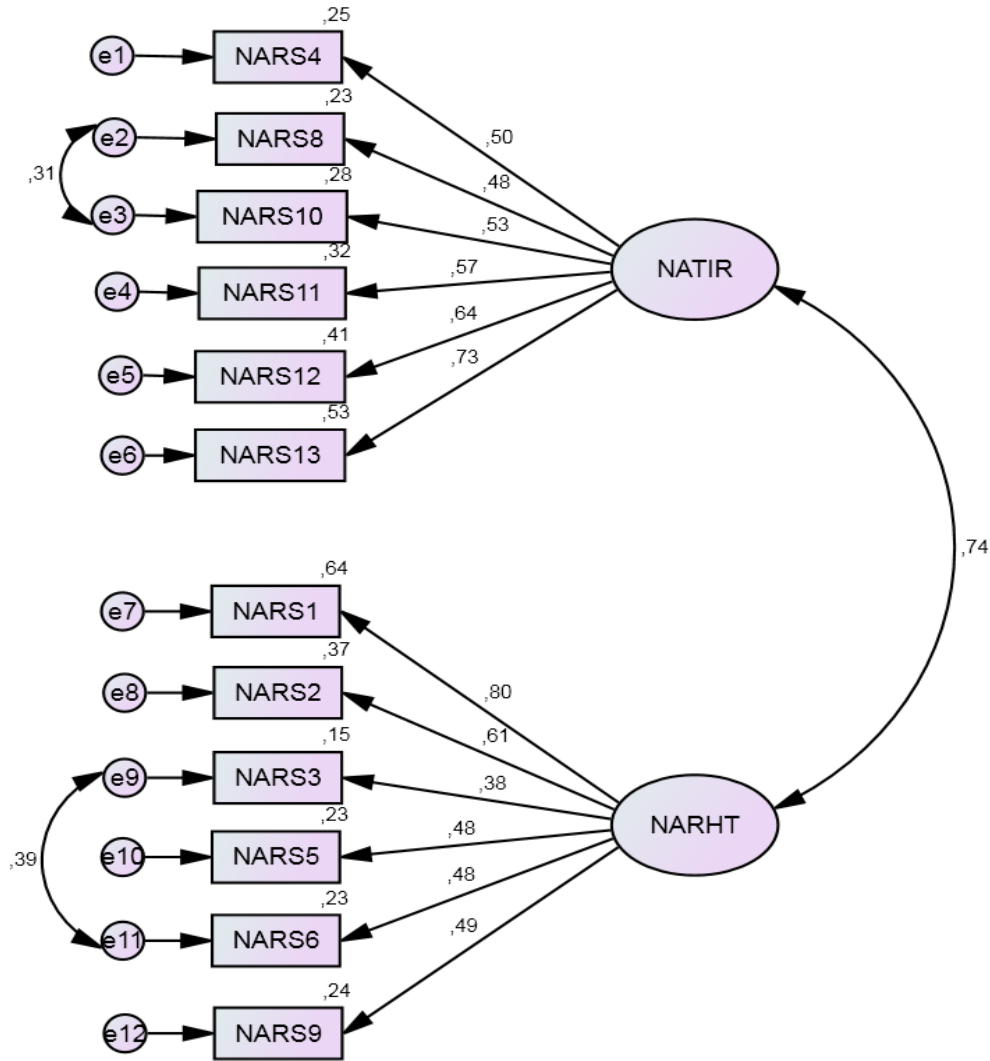 ,25
e1 NARS4
,23 ,50
e2 NARS8
,31 ,28 ,48
e3 NARS10 ,53
,32
e4 NARS11 ,57 NATIR
,41 ,64
e5 NARS12 ,73
,53
e6 NARS13
,74
,64
e7 NARS1
,37 ,80
e8 NARS2
,15 ,61
e9 NARS3 ,38
,23
,39 e10 NARS5 ,48 NARHT
,23 ,48
e11 NARS6 ,49
,24
e12 NARS9